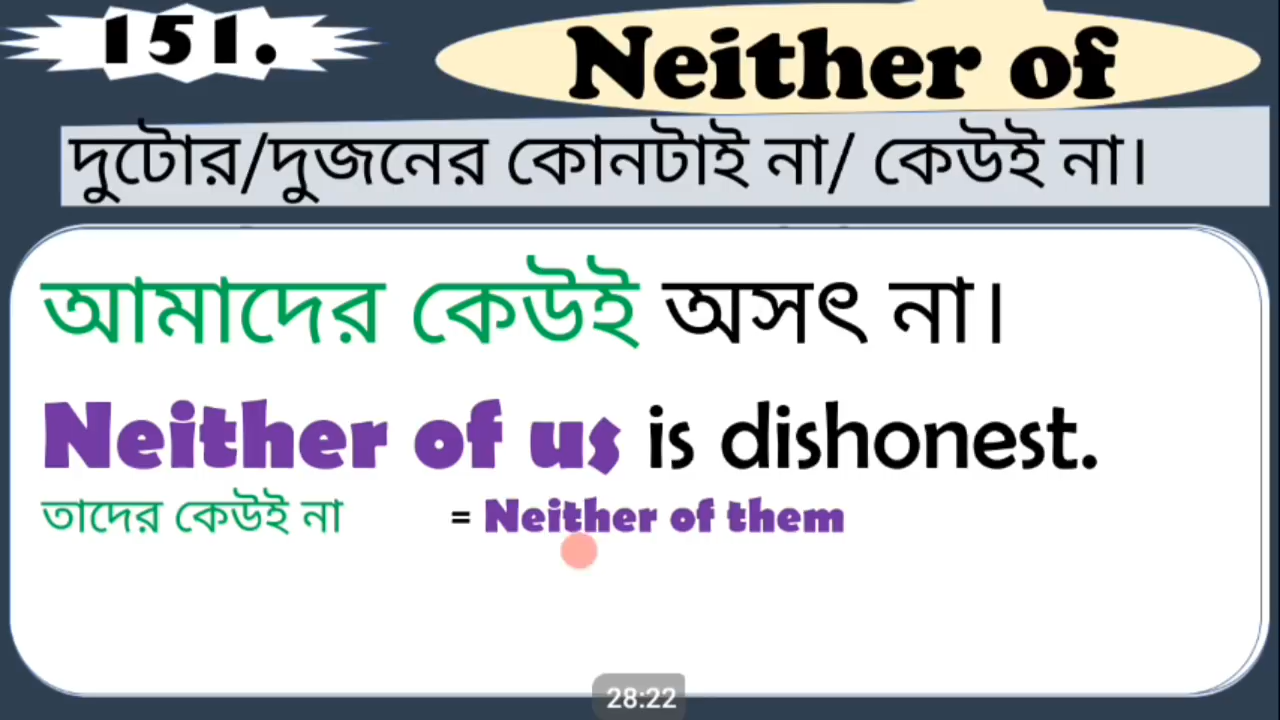 151.
Neither of
দুটোর/দুজনের কোনটাই না/ কেউই না।
আমাদের কেউই অসৎ না।
Neither of us is dishonest.
তাদের কেউই না = Neither of them
28:22